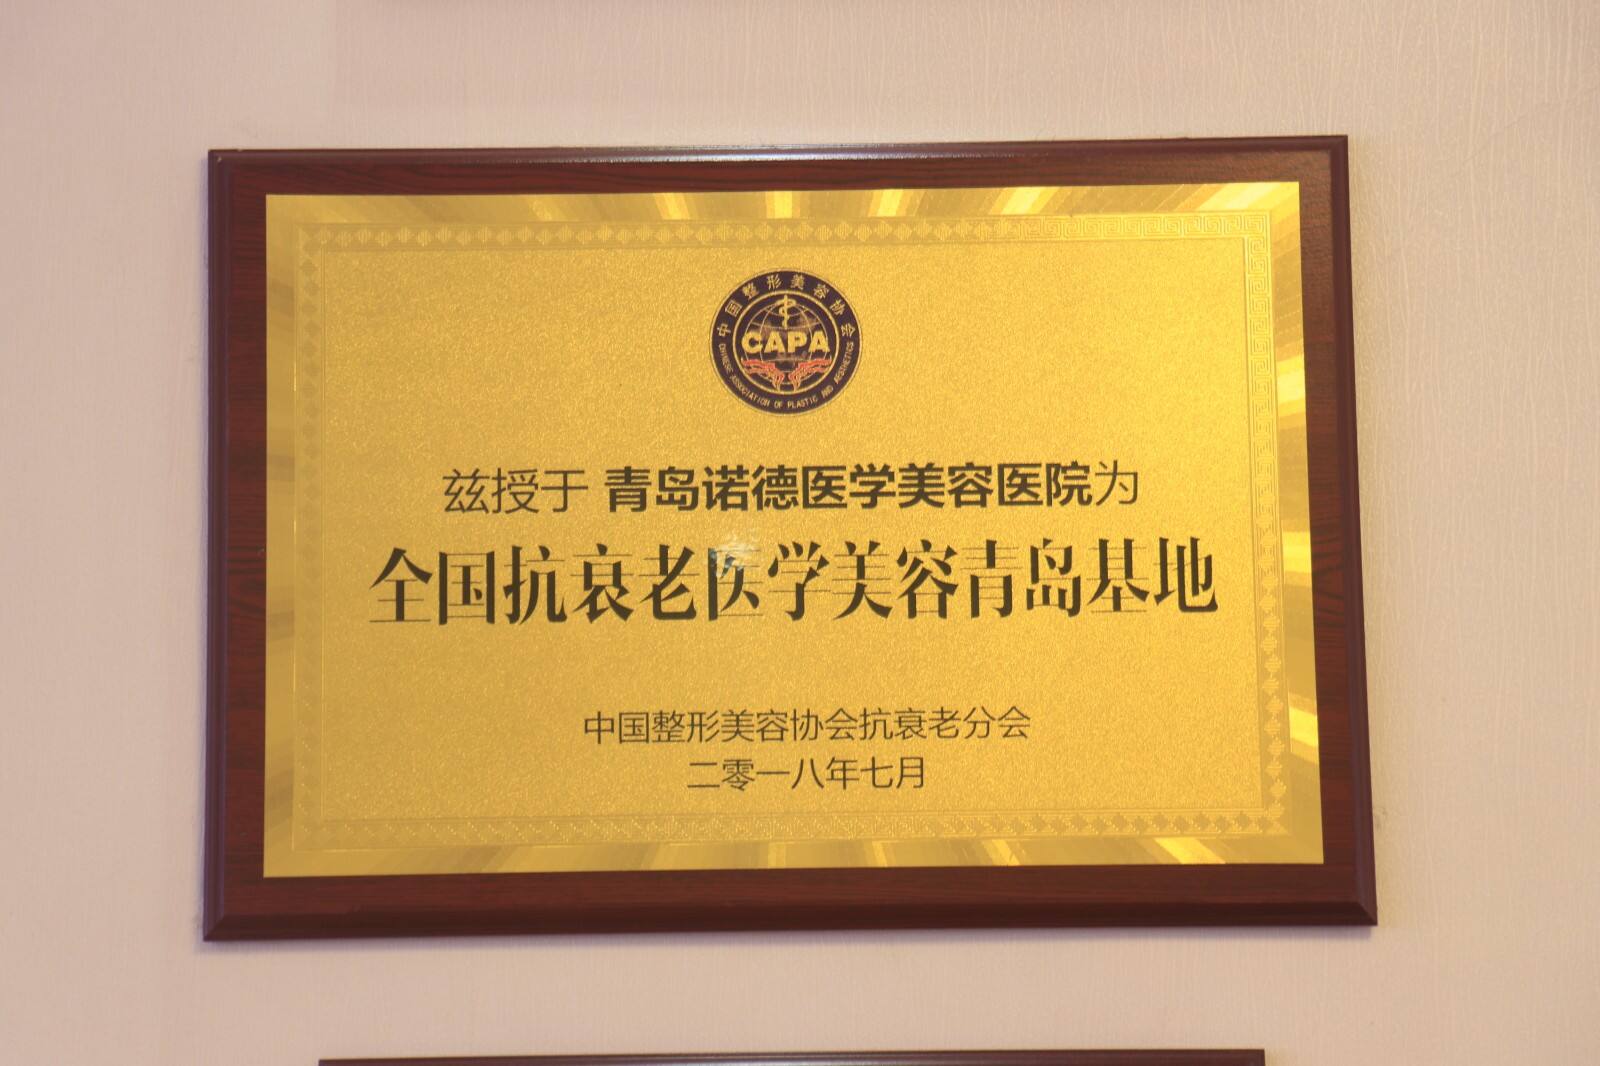 中国整形美容协会
CAPA
CHINESE ASSOCIATION OF PLASTIC AND AESTHETICS
兹授于 青岛诺德医学美容医院为
全国抗衰老医学美容青岛基地
中国整形美容协会抗衰老分会
二零一八年七月